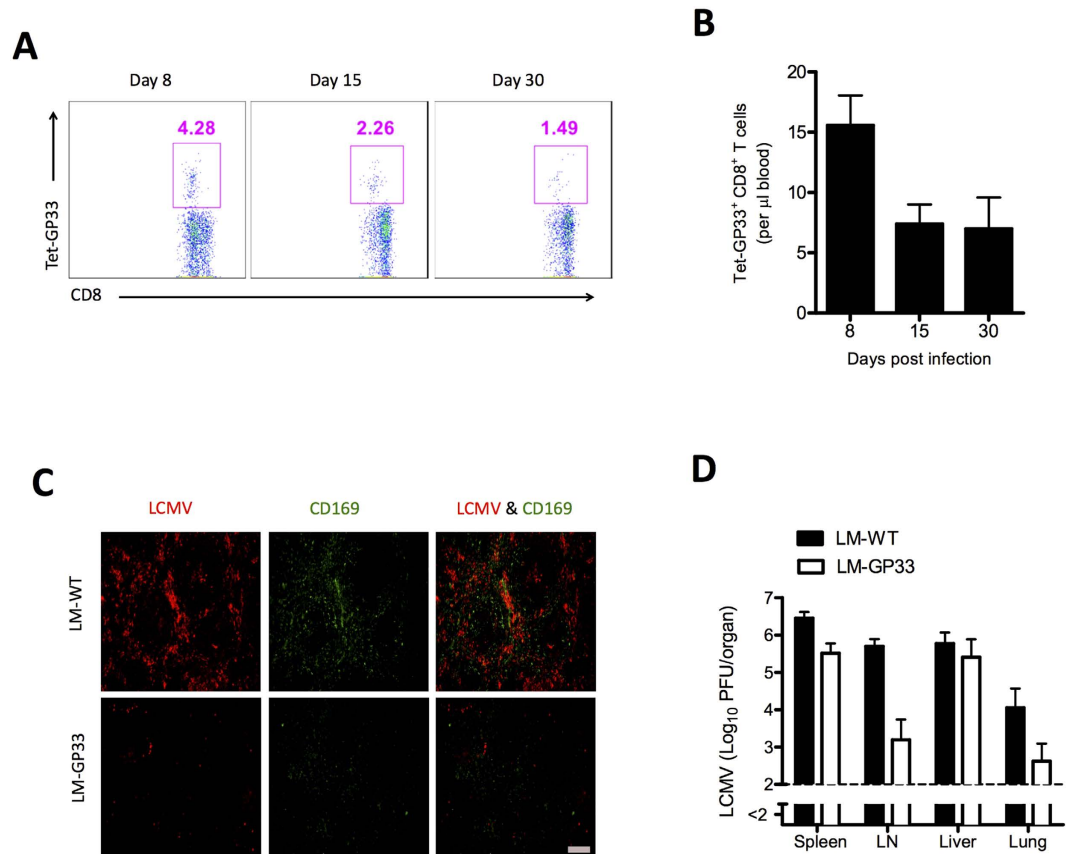 A
Day 8
Day 15
Day 30
4.28
2.26
1.49
Tet-GP33
CD8
B
20
15
10
5
0
Tet-GP33⁺ CD8⁺ T cells
(per µl blood)
8
15
30
Days post infection
C
LCMV
CD169
LCMV & CD169
LM-WT
LM-GP33
D
LM-WT
LM-GP33
7
6
5
4
3
2
<2
LCMV (Log₁₀ PFU/organ)
Spleen
LN
Liver
Lung